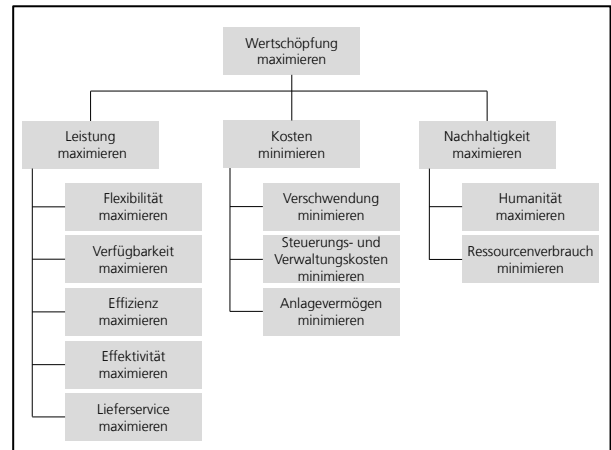 Wertschöpfung
maximieren
Leistung
maximieren
Flexibilität
maximieren
Verfügbarkeit
maximieren
Effizienz
maximieren
Effektivität
maximieren
Lieferservice
maximieren
Kosten
minimieren
Verschwendung
minimieren
Steuerungs- und
Verwaltungskosten
minimieren
Anlagevermögen
minimieren
Nachhaltigkeit
maximieren
Humanität
maximieren
Ressourcenverbrauch
minimieren